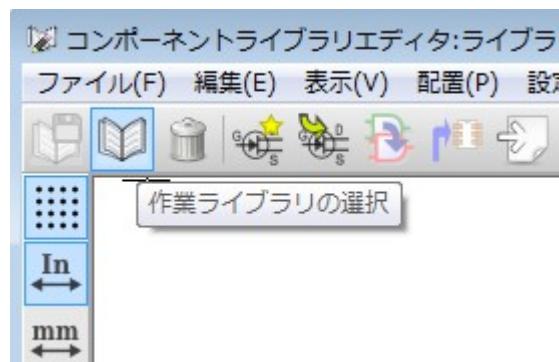 コンポーネントライブラリエディタ:ライブラ
ファイル(F) 編集(E) 表示(V) 配置(P) 設定
G S G D S
作業ライブラリの選択
In
mm